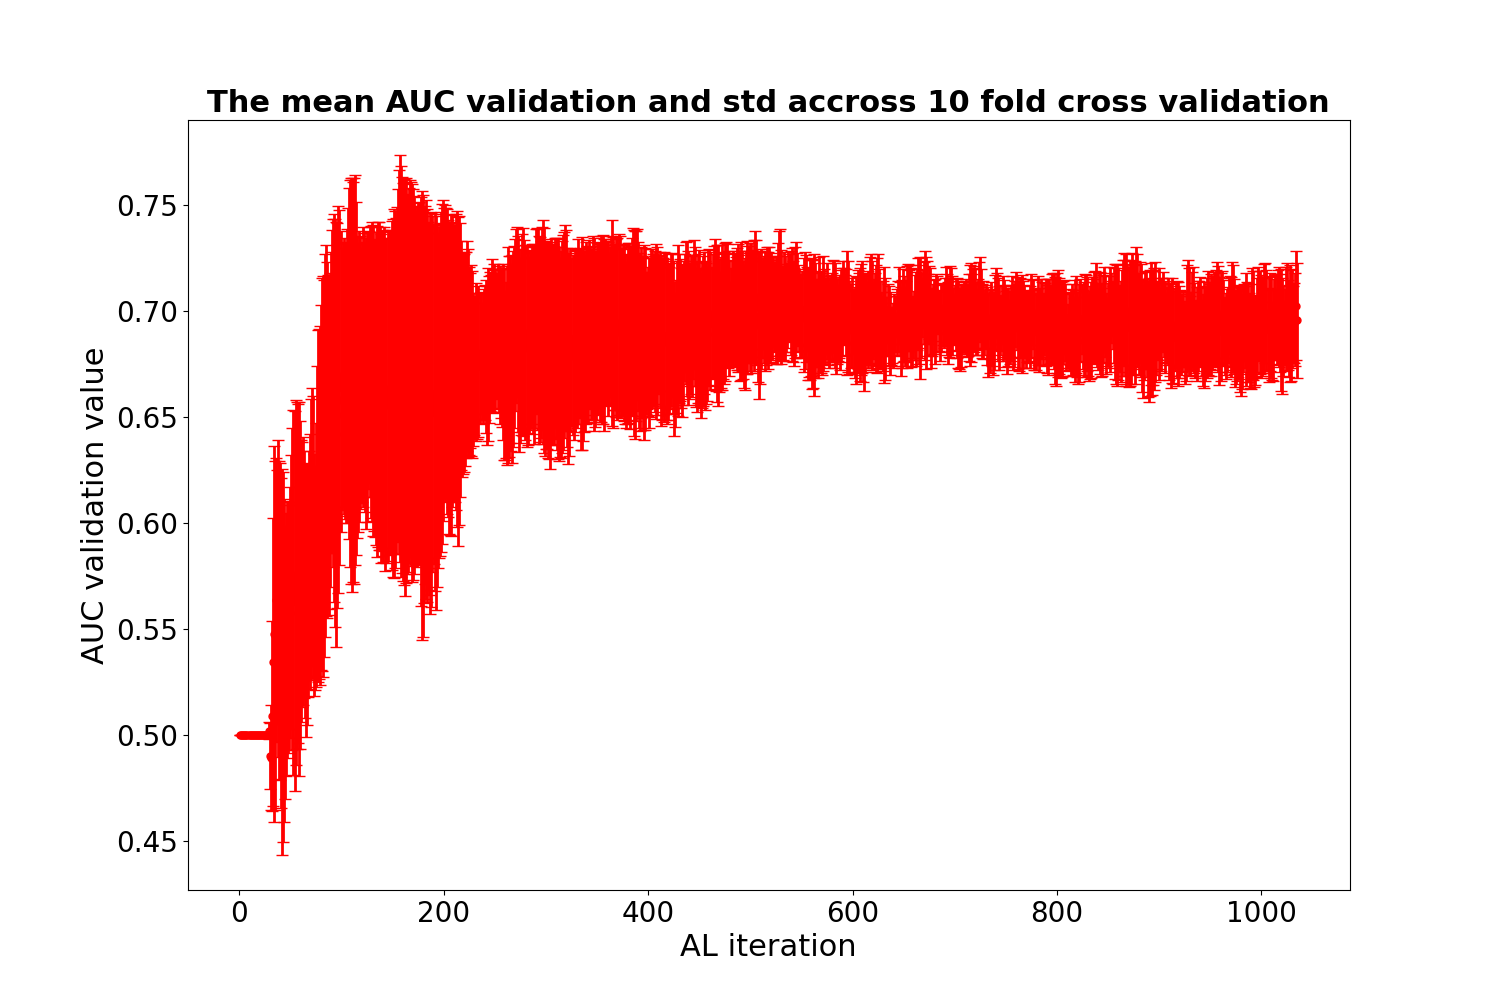 The mean AUC validation and std accross 10 fold cross validation
0.75
0.70
0.65
0.60
0.55
0.50
0.45
AUC validation value
0 200 400 600 800 1000
AL iteration